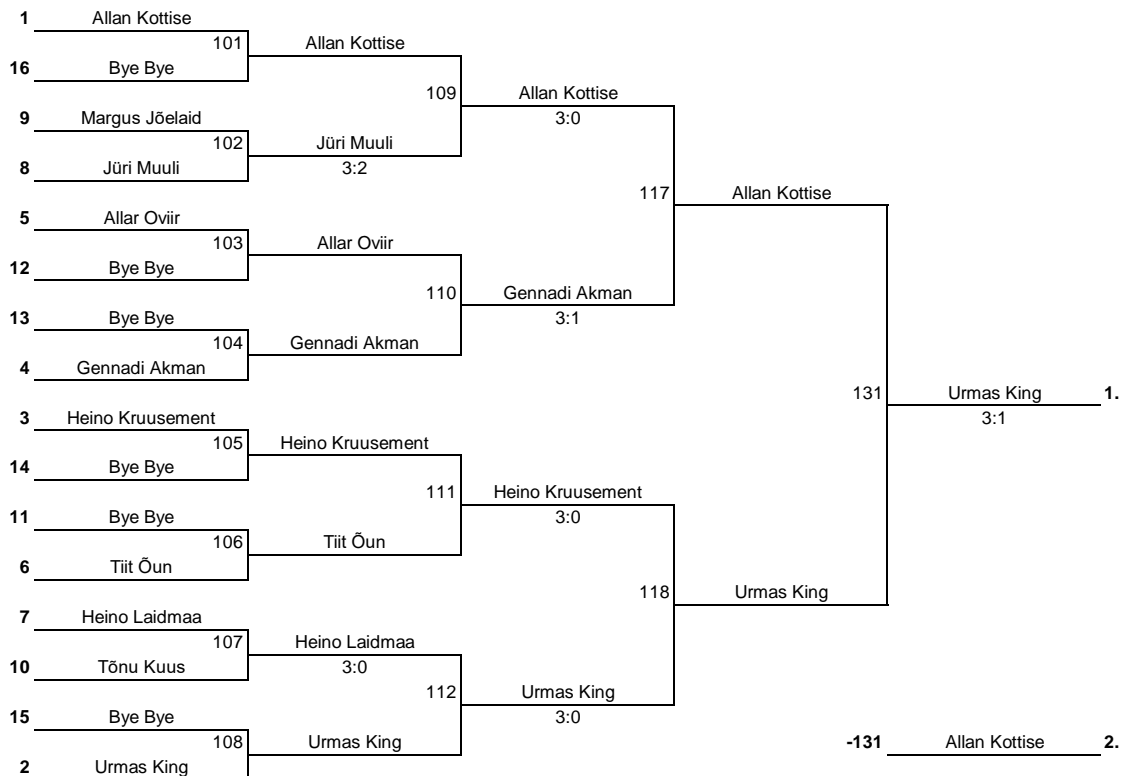 1 Allan Kottise
101 Allan Kottise
16 Bye Bye
109 Allan Kottise
3:0
9 Margus Jõelaid
102 Jüri Muuli
3:2
8 Jüri Muuli
117 Allan Kottise
5 Allar Oviir
103 Allar Oviir
12 Bye Bye
110 Gennadi Akman
3:1
13 Bye Bye
104 Gennadi Akman
4 Gennadi Akman
131 Urmas King 1.
3:1
3 Heino Kruusement
105 Heino Kruusement
14 Bye Bye
111 Heino Kruusement
3:0
11 Bye Bye
106 Tiit Õun
6 Tiit Õun
118 Urmas King
7 Heino Laidmaa
107 Heino Laidmaa
3:0
10 Tõnu Kuus
112 Urmas King
3:0
15 Bye Bye
108 Urmas King
-131 Allan Kottise 2.
2 Urmas King